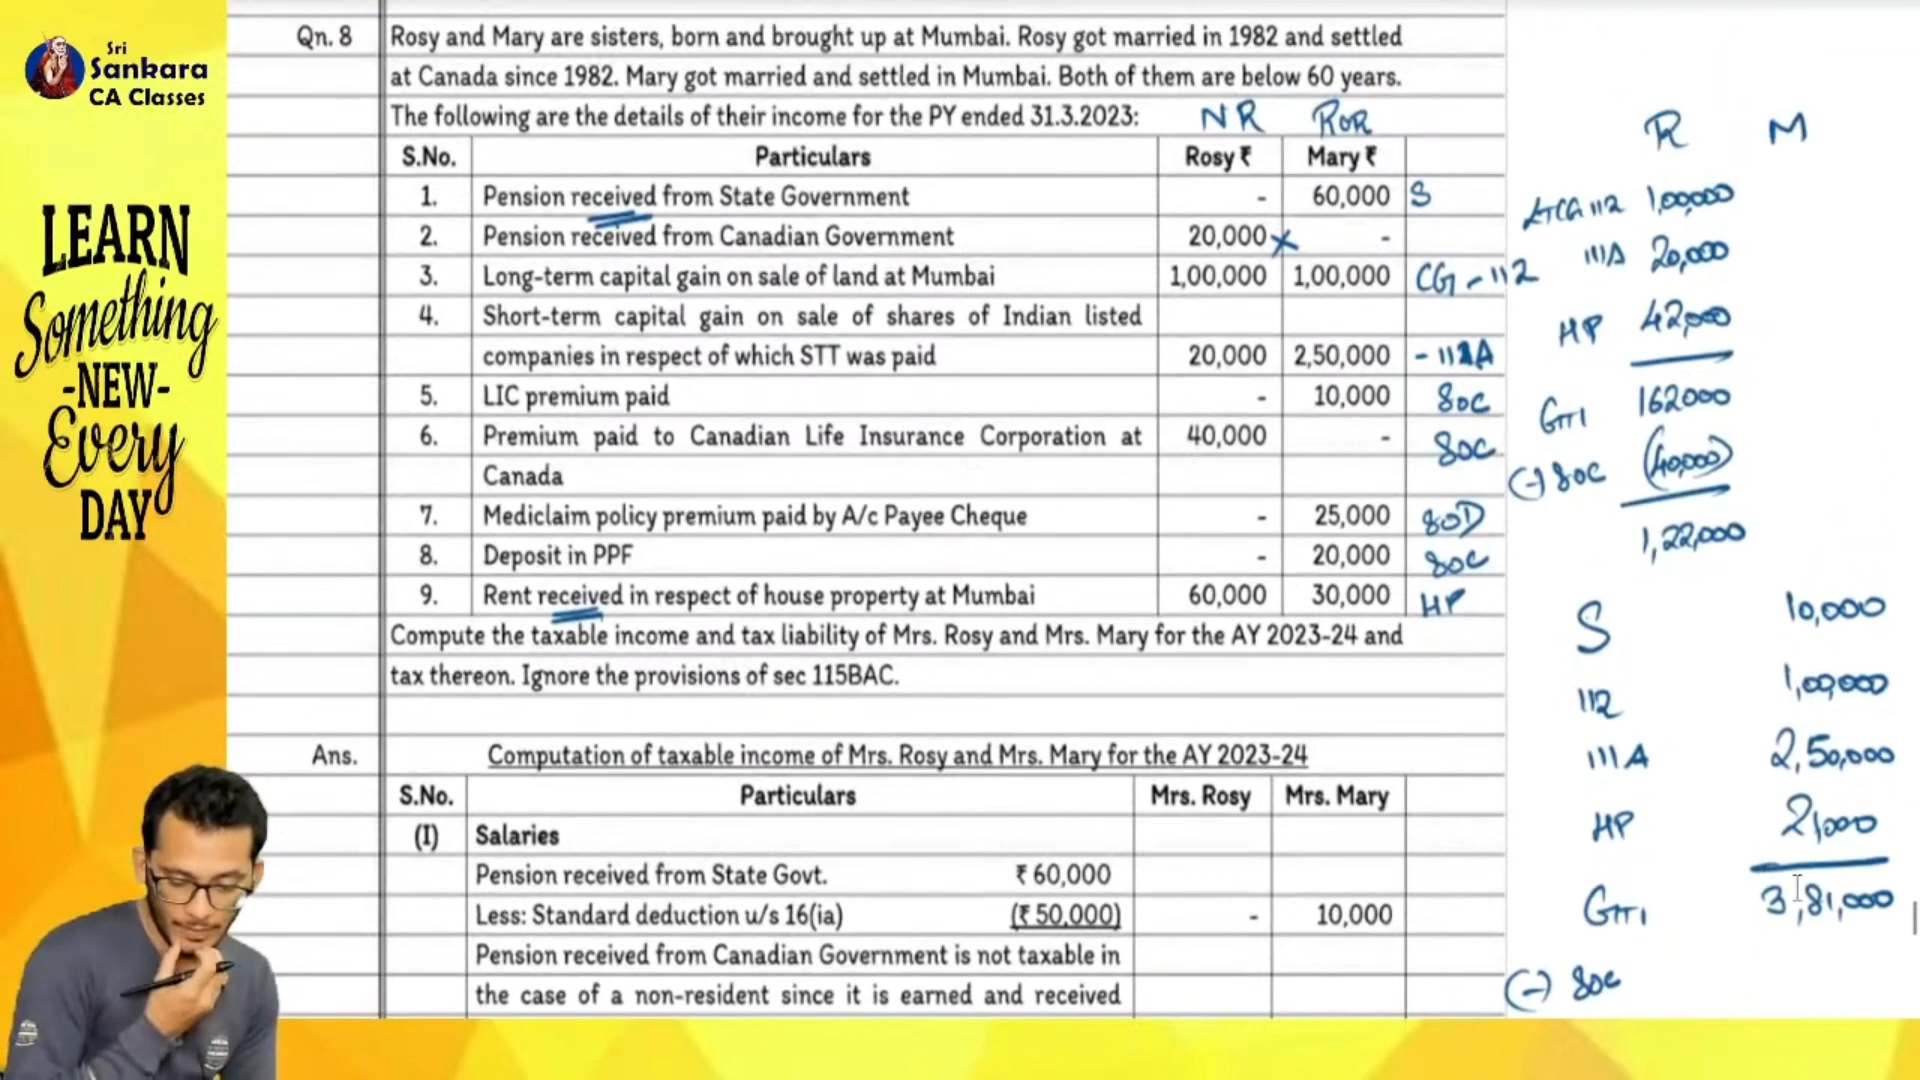 Sri
Sankara
CA Classes
LEARN
Something
-NEW-
Every
DAY
Qn. 8 Rosy and Mary are sisters, born and brought up at Mumbai. Rosy got married in 1982 and settled
at Canada since 1982. Mary got married and settled in Mumbai. Both of them are below 60 years.
The following are the details of their income for the PY ended 31.3.2023: NR ROR
S.No. Particulars Rosy ₹ Mary ₹
1. Pension received from State Government - 60,000 S
2. Pension received from Canadian Government 20,000 x -
3. Long-term capital gain on sale of land at Mumbai 1,00,000 1,00,000 CG - 112
4. Short-term capital gain on sale of shares of Indian listed
companies in respect of which STT was paid 20,000 2,50,000 - 111A
5. LIC premium paid - 10,000 80C
6. Premium paid to Canadian Life Insurance Corporation at 40,000 - 80C
Canada
7. Mediclaim policy premium paid by A/c Payee Cheque - 25,000 80D
8. Deposit in PPF - 20,000 80C
9. Rent received in respect of house property at Mumbai 60,000 30,000 HP
Compute the taxable income and tax liability of Mrs. Rosy and Mrs. Mary for the AY 2023-24 and
tax thereon. Ignore the provisions of sec 115BAC.
Ans. Computation of taxable income of Mrs. Rosy and Mrs. Mary for the AY 2023-24
S.No. Particulars Mrs. Rosy Mrs. Mary
(I) Salaries
Pension received from State Govt. ₹ 60,000
Less: Standard deduction u/s 16(ia) (₹ 50,000) - 10,000
Pension received from Canadian Government is not taxable in
the case of a non-resident since it is earned and received
R M
LTCG 112 1,00,000
111A 20,000
HP 42,000
GTI 162000
(-) 80C (40,000)
1,22,000
S 10,000
112 1,00,000
111A 2,50,000
HP 21,000
GTI 3,81,000
(-) 80C